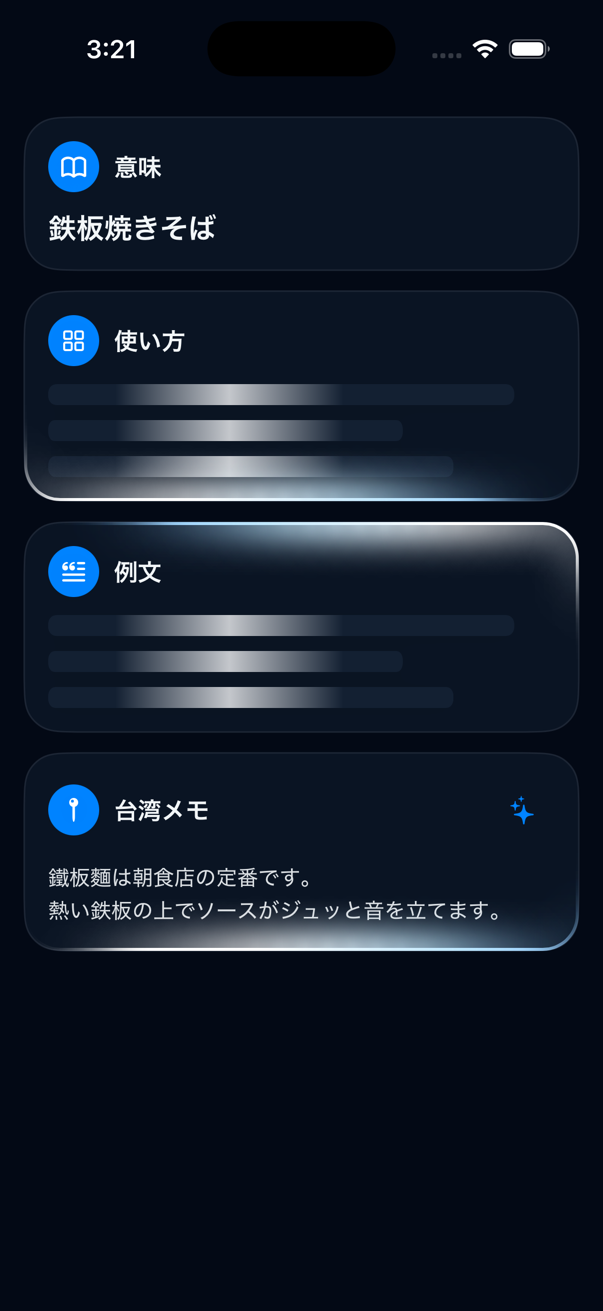 3:21
意味
鉄板焼きそば
使い方
例文
台湾メモ
鐵板麵は朝食店の定番です。
熱い鉄板の上でソースがジュッと音を立てます。